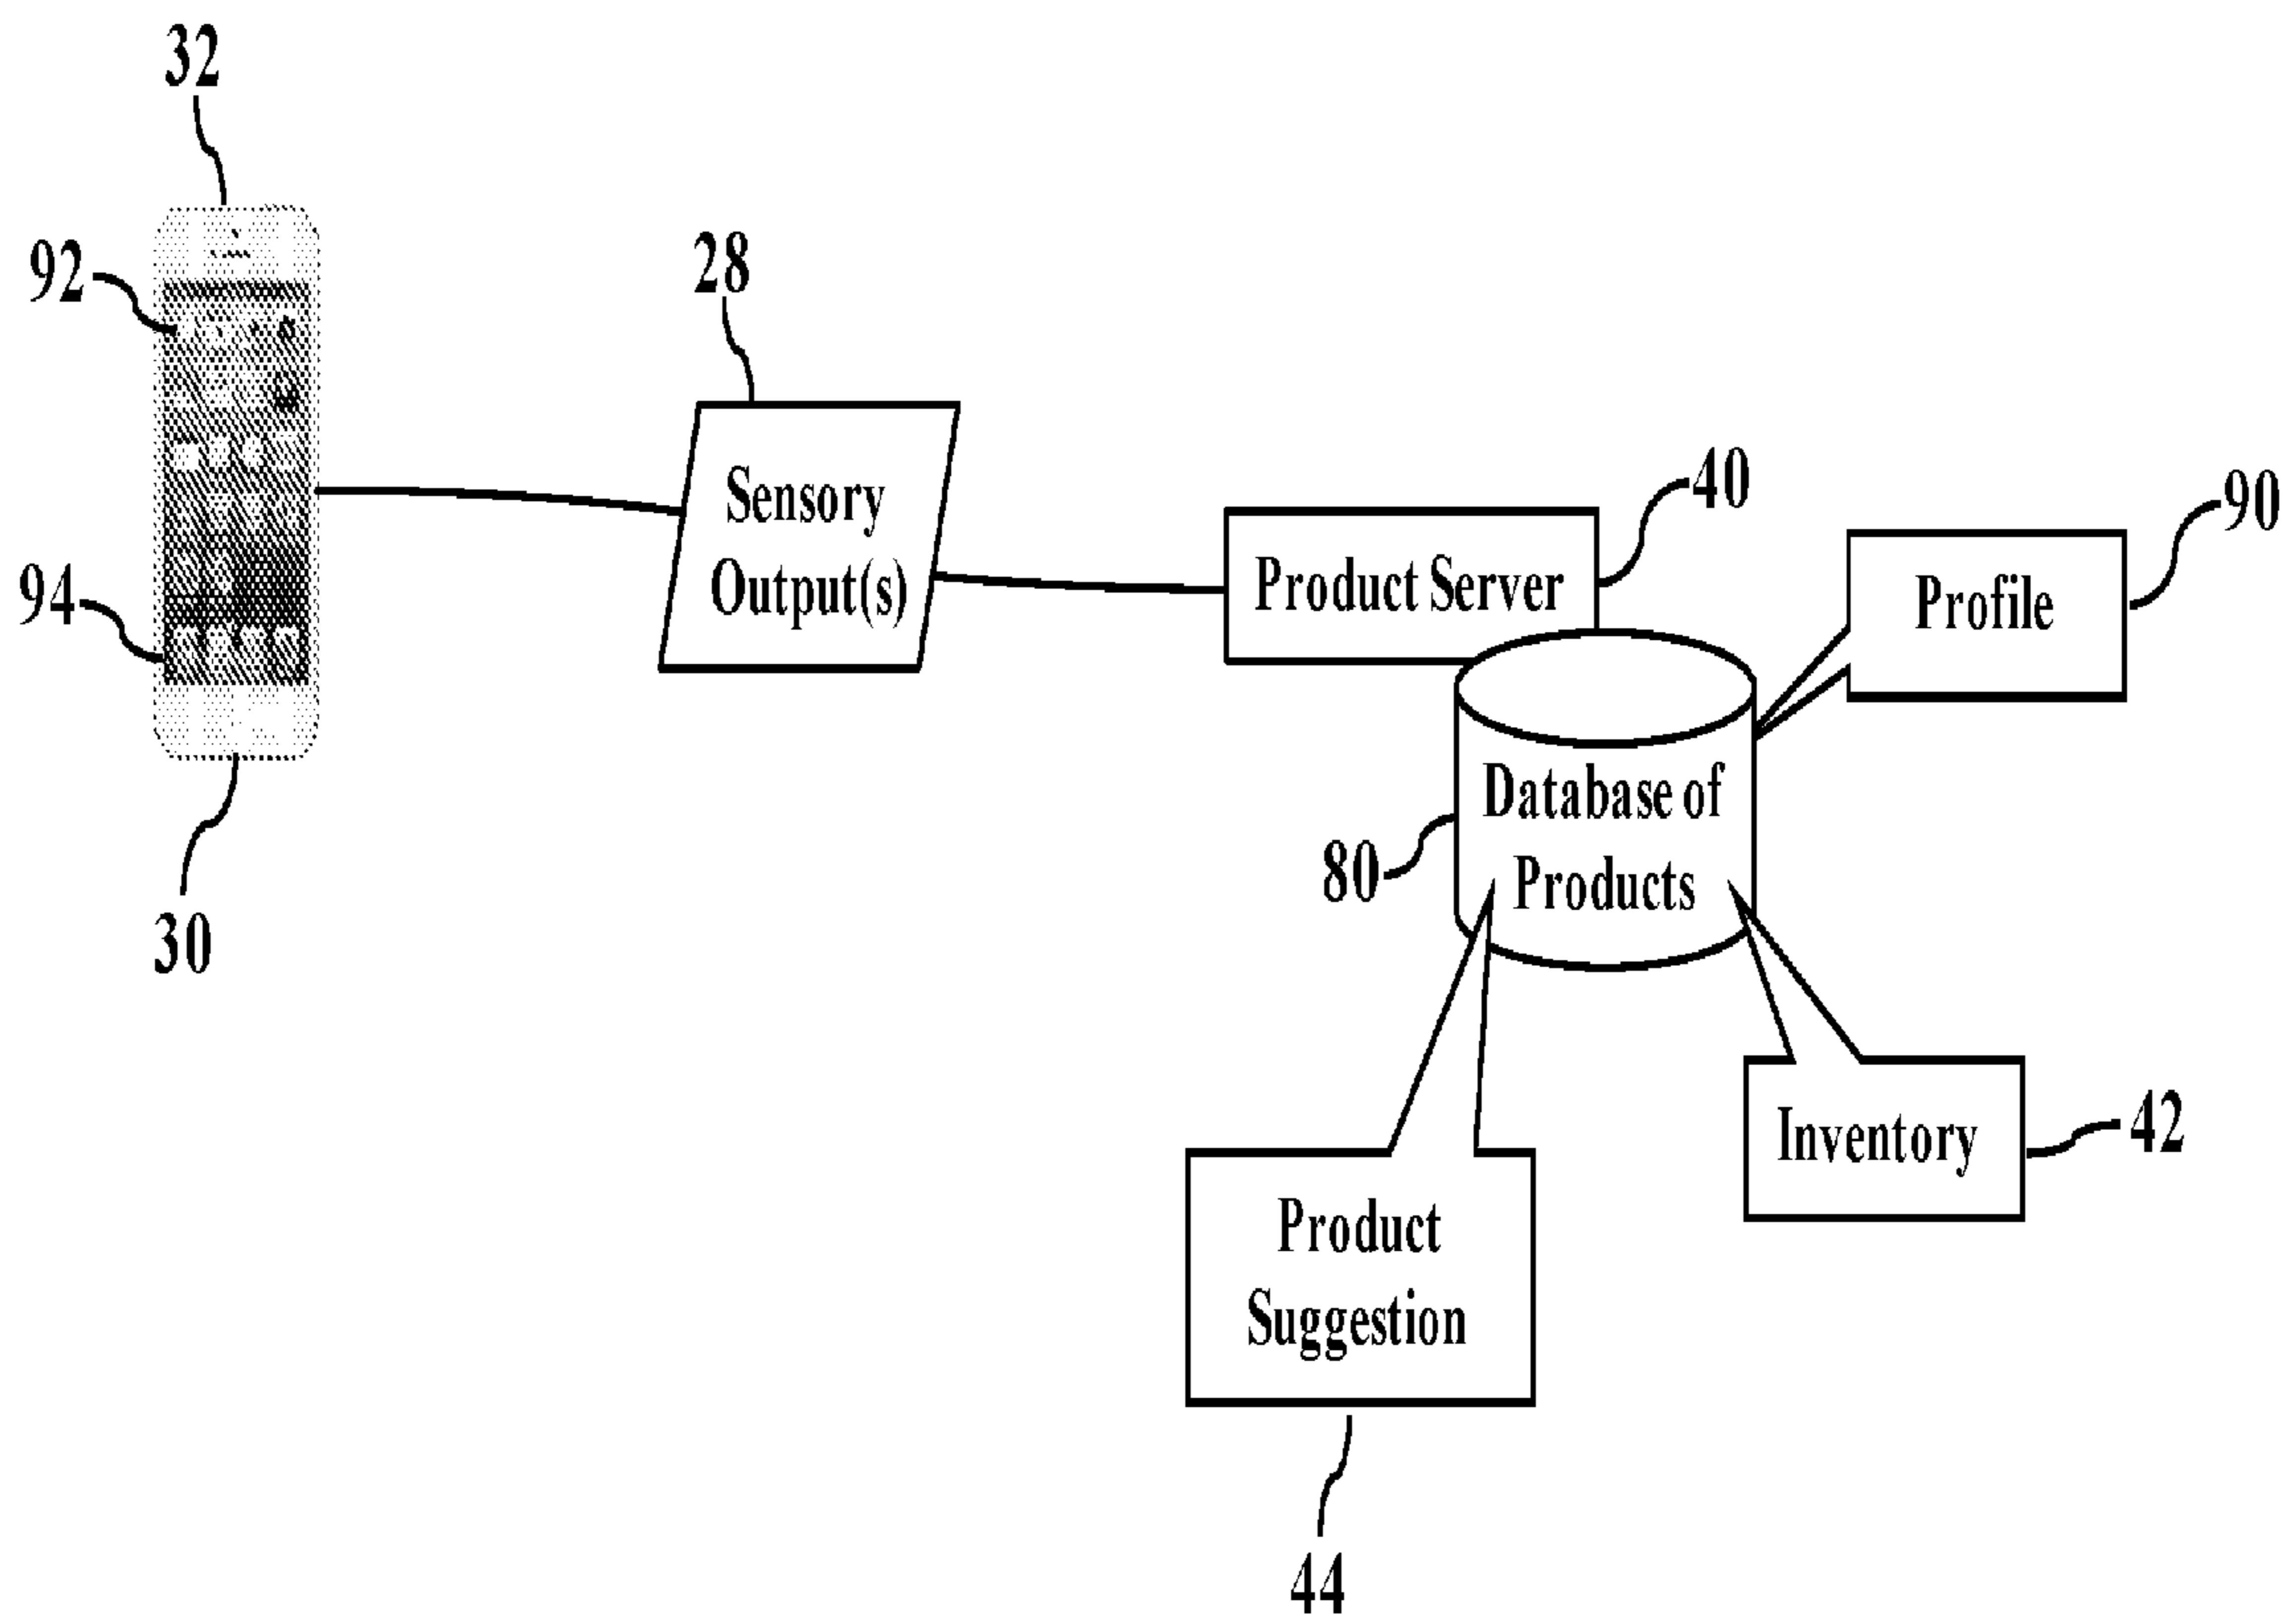 32
92
94
30
28
Sensory
Output(s)
40
Product Server
90
Profile
80
Database of
Products
42
Inventory
Product
Suggestion
44